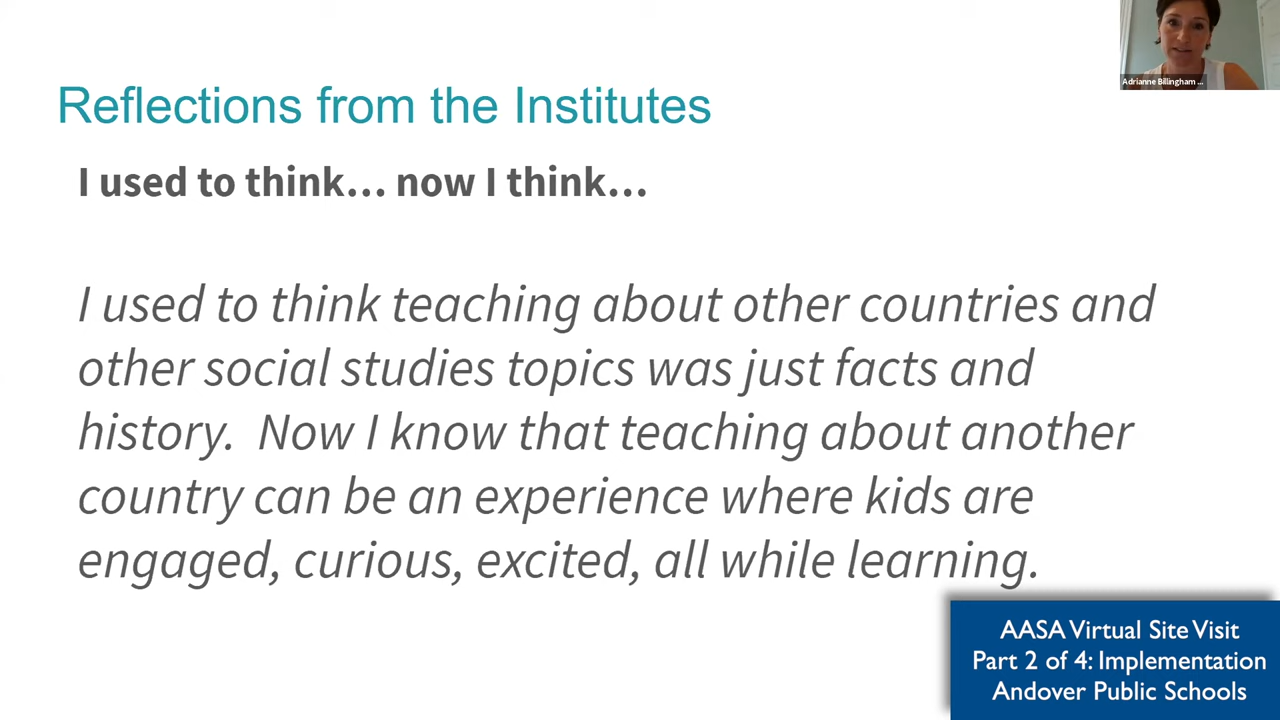 Adrianne Billingham ...
Reflections from the Institutes
I used to think... now I think...
I used to think teaching about other countries and
other social studies topics was just facts and
history.  Now I know that teaching about another
country can be an experience where kids are
engaged, curious, excited, all while learning.
AASA Virtual Site Visit
Part 2 of 4: Implementation
Andover Public Schools